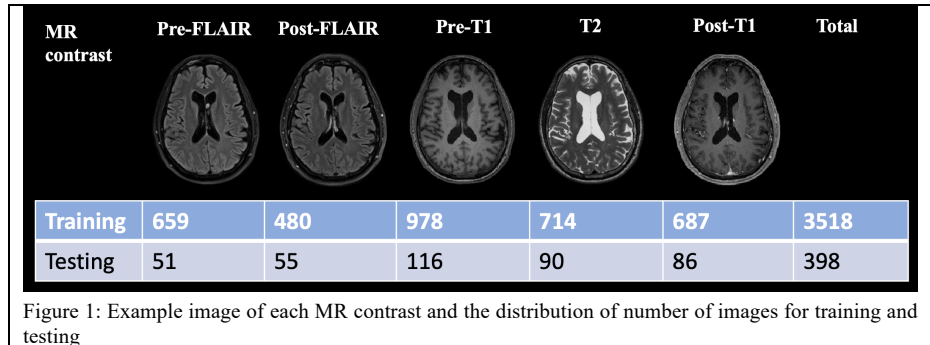 MR Pre-FLAIR Post-FLAIR Pre-T1 T2 Post-T1 Total
contrast
Training 659 480 978 714 687 3518
Testing 51 55 116 90 86 398
Figure 1: Example image of each MR contrast and the distribution of number of images for training and
testing